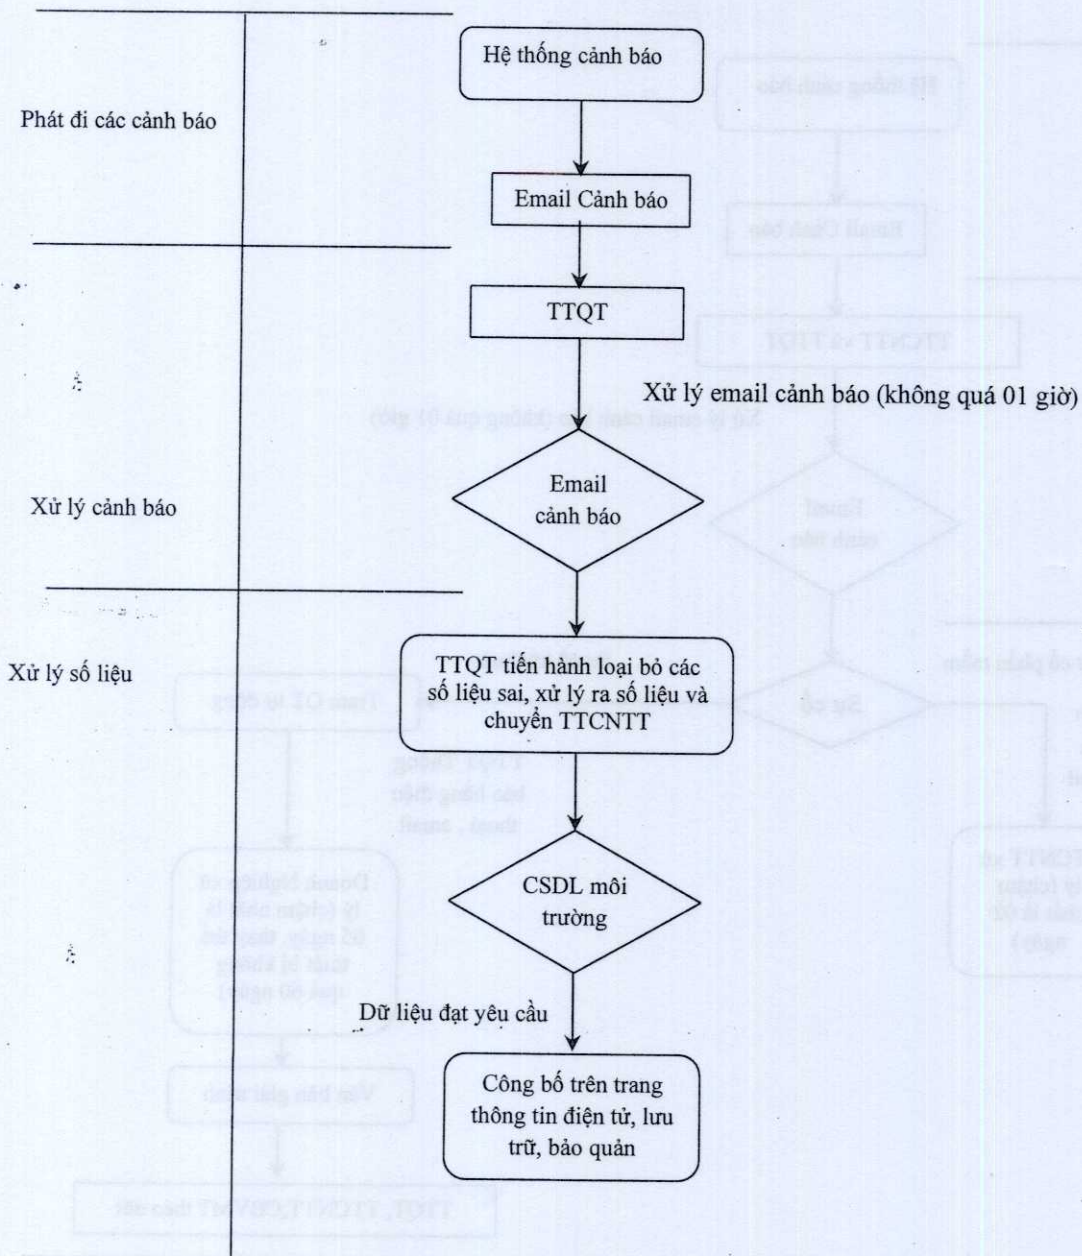 Hệ thống cảnh báo
Phát đi các cảnh báo
Email Cảnh báo
TTQT
Xử lý email cảnh báo (không quá 01 giờ)
Email
cảnh báo
Xử lý cảnh báo
TTQT tiến hành loại bỏ các
số liệu sai, xử lý ra số liệu và
chuyển TTCNTT
Xử lý số liệu
CSDL môi
trường
Dữ liệu đạt yêu cầu
Công bố trên trang
thông tin điện tử, lưu
trữ, bảo quản